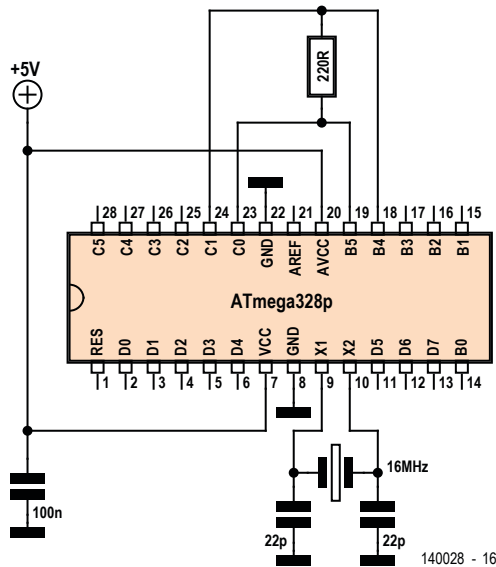 +5V
220R
28 27 26 25 24 23 22 21 20 19 18 17 16 15
C5 C4 C3 C2 C1 C0 GND AREF AVCC B5 B4 B3 B2 B1
ATmega328p
RES D0 D1 D2 D3 D4 VCC GND X1 X2 D5 D6 D7 B0
1 2 3 4 5 6 7 8 9 10 11 12 13 14
16MHz
100n
22p 22p
140028 - 16